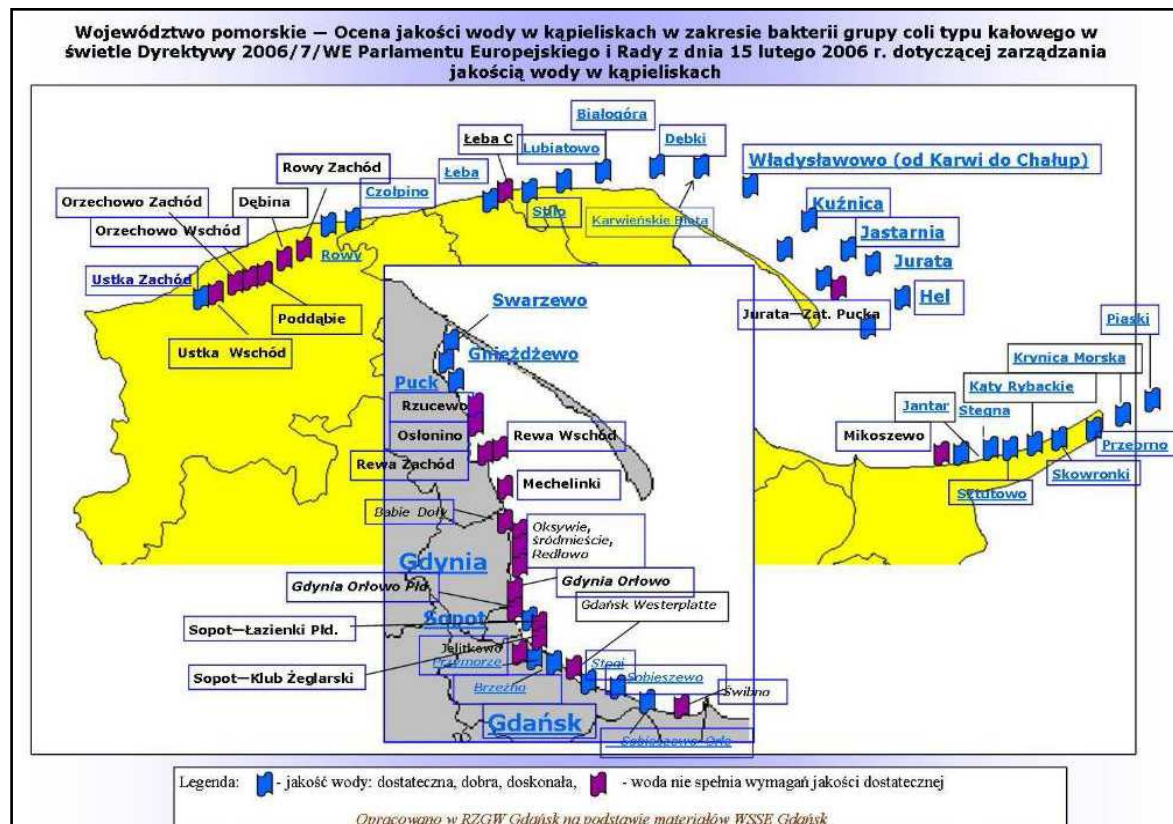 Województwo pomorskie — Ocena jakości wody w kąpieliskach w zakresie bakterii grupy coli typu kałowego w
świetle Dyrektywy 2006/7/WE Parlamentu Europejskiego i Rady z dnia 15 lutego 2006 r. dotyczącej zarządzania
jakością wody w kąpieliskach
Białogóra
Łeba C
Lubiatowo
Dębki
Rowy Zachód
Łeba
Władysławowo (od Karwi do Chałup)
Orzechowo Zachód
Dębina
Czołpino
Stilo
Karwieńskie Błata
Kuźnica
Orzechowo Wschód
Jastarnia
Rowy
Jurata
Ustka Zachód
Hel
Swarzewo
Poddąbie
Jurata—Zat. Pucka
Piaski
Ustka Wschód
Gnieżdżewo
Krynica Morska
Puck
Katy Rybackie
Rzucewo
Jantar
Stegna
Osłonino
Rewa Wschód
Mikoszewo
Przebrno
Rewa Zachód
Skowronki
Mechelinki
Sztutowo
Babie Doły
Oksywie,
śródmieście,
Redłowo
Gdynia
Gdynia Orłowo Płd
Gdynia Orłowo
Gdańsk Westerplatte
Sopot
Sopot—Łazienki Płd.
Jelitkowo
Przymorze
Stogi
Sopot—Klub Żeglarski
Sobieszewo
Brzeźno
Świbno
Gdańsk
Sobieszewo Orle
Legenda: - jakość wody: dostateczna, dobra, doskonała, - woda nie spełnia wymagań jakości dostatecznej
Opracowano w RZGW Gdańsk na podstawie materiałów WSSE Gdańsk